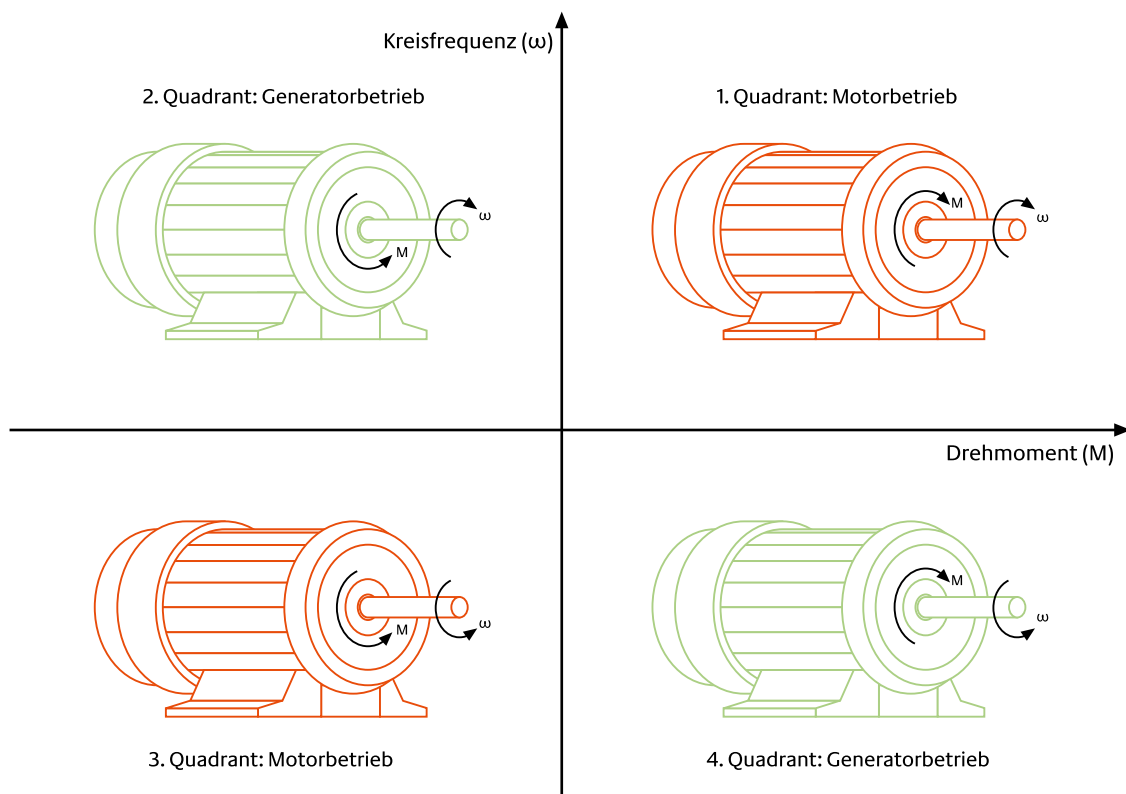 Kreisfrequenz (ω)
2. Quadrant: Generatorbetrieb
1. Quadrant: Motorbetrieb
M
ω
M
ω
Drehmoment (M)
M
ω
M
ω
3. Quadrant: Motorbetrieb
4. Quadrant: Generatorbetrieb